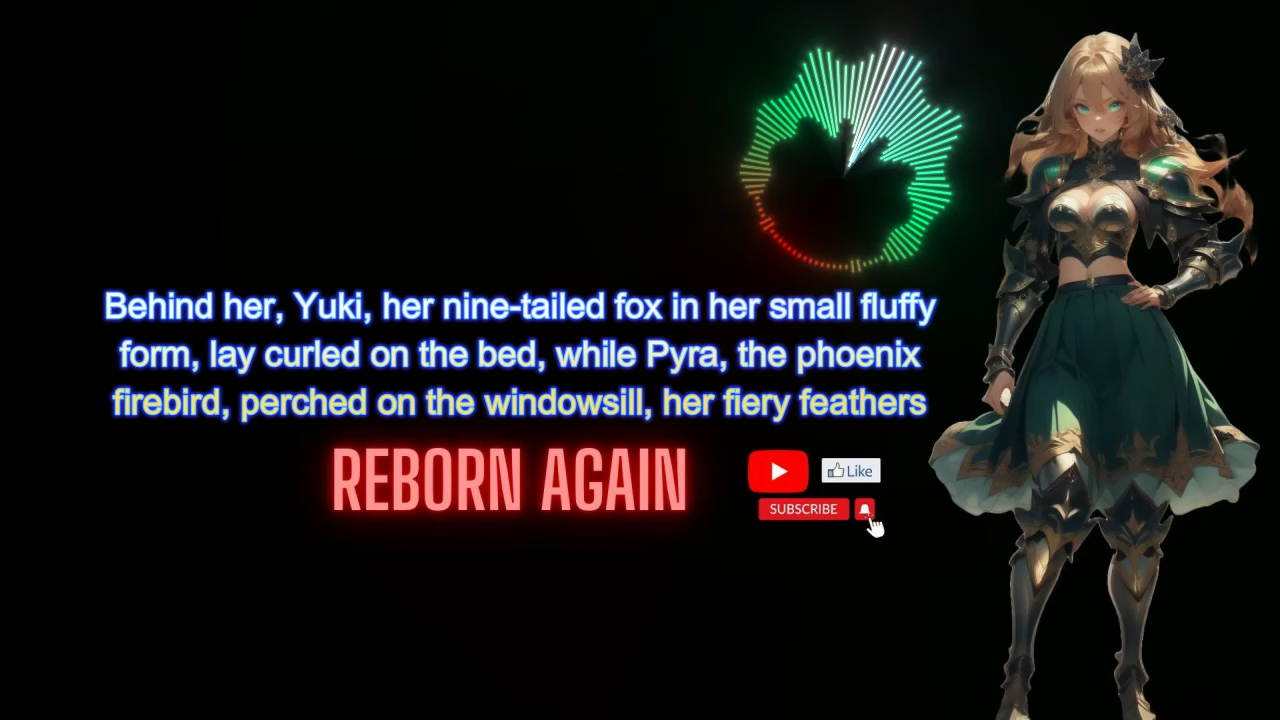 Behind her, Yuki, her nine-tailed fox in her small fluffy
form, lay curled on the bed, while Pyra, the phoenix
firebird, perched on the windowsill, her fiery feathers
REBORN AGAIN
Like
SUBSCRIBE